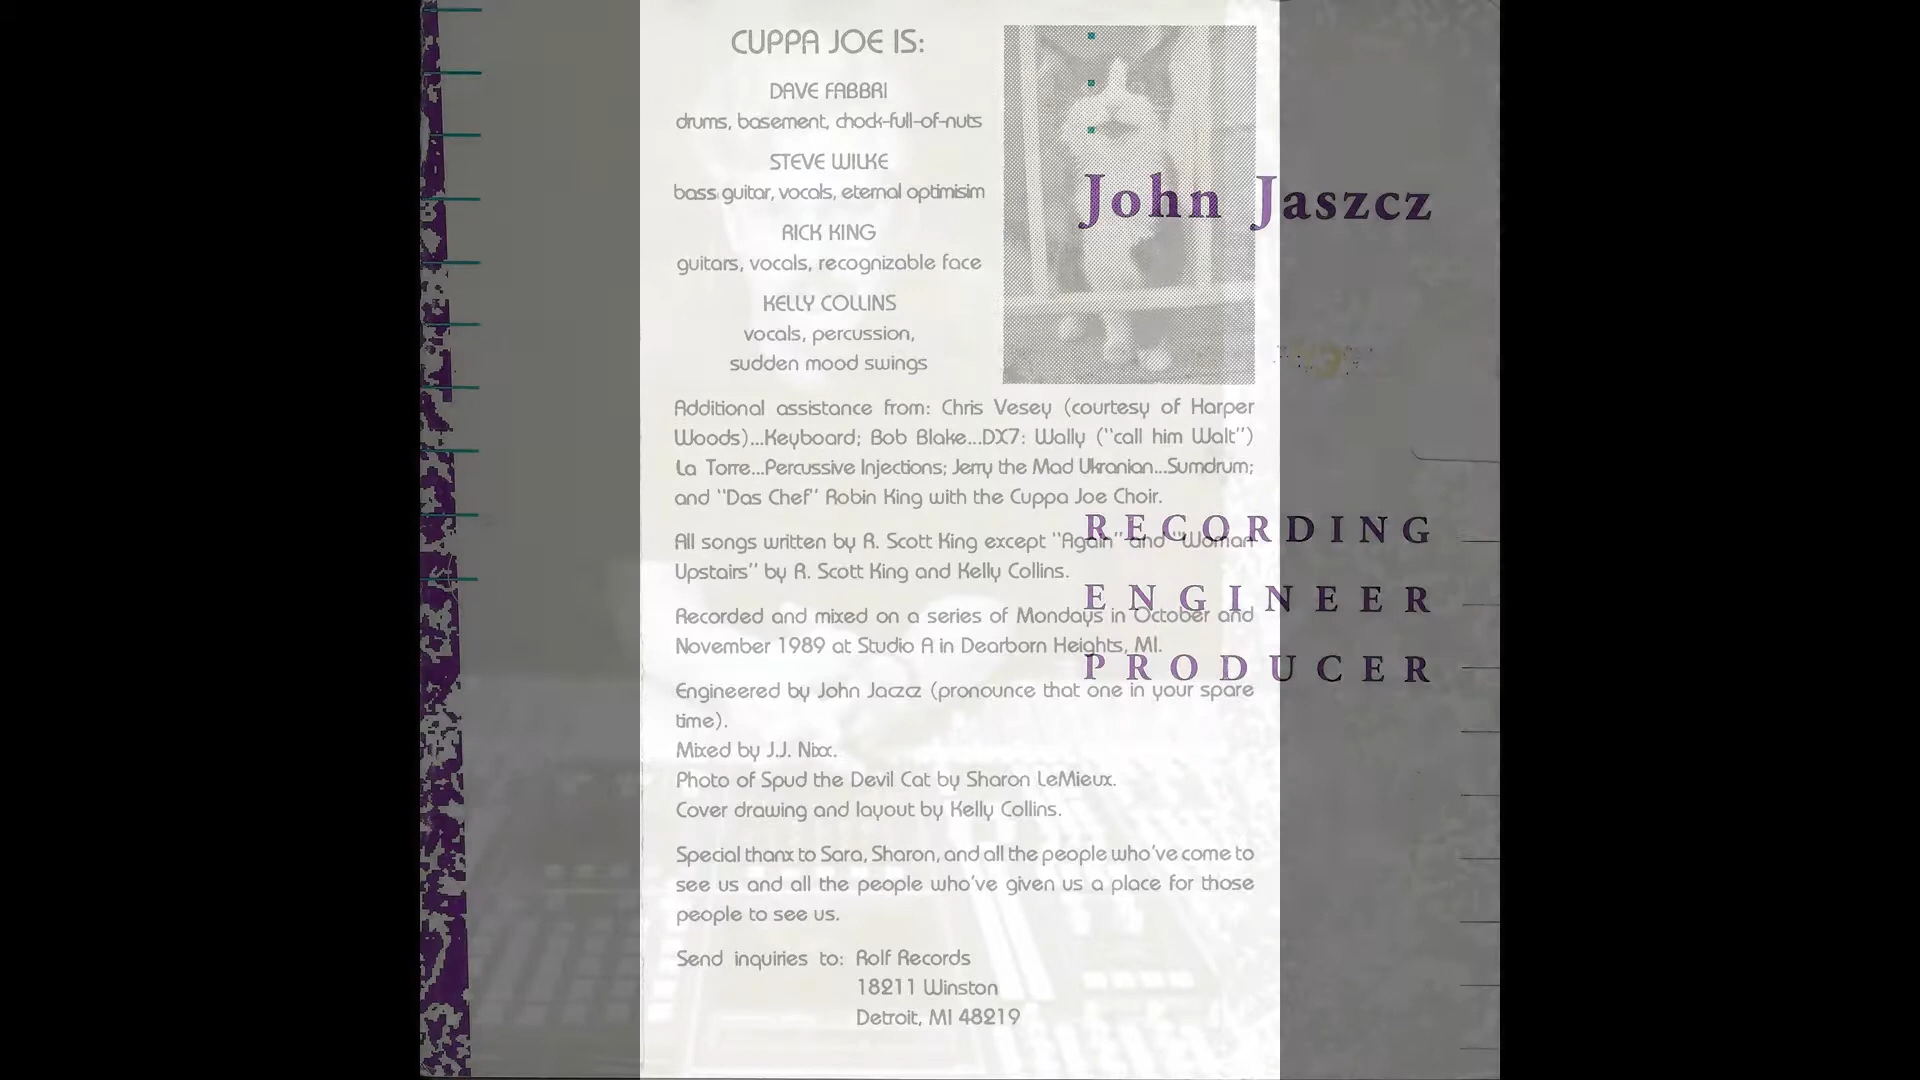 CUPPA JOE IS:
DAVE FABBRI
drums, basement, chock-full-of-nuts
STEVE WILKE
bass guitar, vocals, eternal optimisim
RICK KING
guitars, vocals, recognizable face
KELLY COLLINS
vocals, percussion,
sudden mood swings
John Jaszcz
Additional assistance from: Chris Vesey (courtesy of Harper
Woods)...Keyboard; Bob Blake...DX7: Wally ("call him Walt")
La Torre...Percussive Injections; Jerry the Mad Ukranian...Sumdrum;
and "Das Chef" Robin King with the Cuppa Joe Choir.
RECORDING
All songs written by R. Scott King except "Again" and "Woman
Upstairs" by R. Scott King and Kelly Collins.
ENGINEER
Recorded and mixed on a series of Mondays in October and
November 1989 at Studio A in Dearborn Heights, MI.
PRODUCER
Engineered by John Jaczcz (pronounce that one in your spare
time).
Mixed by J.J. Nixx.
Photo of Spud the Devil Cat by Sharon LeMieux.
Cover drawing and layout by Kelly Collins.
Special thanx to Sara, Sharon, and all the people who've come to
see us and all the people who've given us a place for those
people to see us.
Send inquiries to: Rolf Records
18211 Winston
Detroit, MI 48219